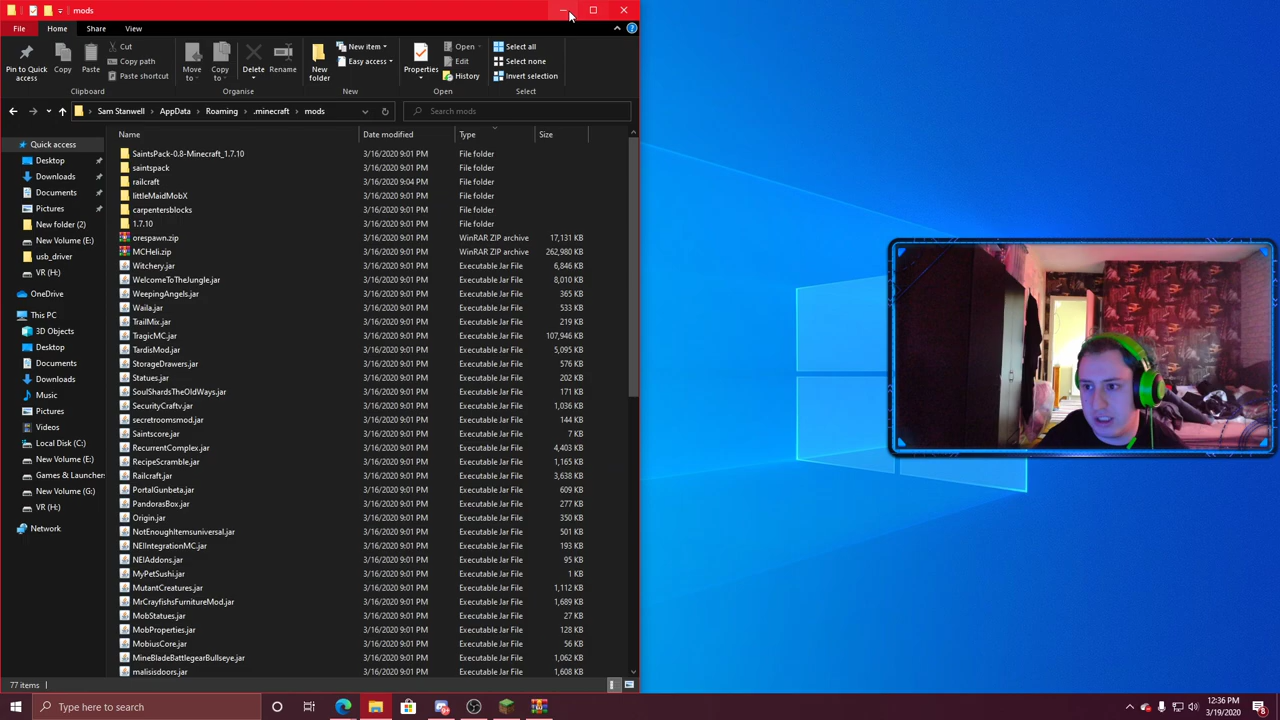 mods
File Home Share View
Pin to Quick access
Copy
Paste
Cut
Copy path
Paste shortcut
Clipboard
Move to
Copy to
Delete
Rename
Organise
New folder
New item
Easy access
New
Properties
Open
Edit
History
Open
Select all
Select none
Invert selection
Select
Sam Stanwell > AppData > Roaming > .minecraft > mods
Search mods
Name Date modified Type Size
Quick access
Desktop
Downloads
Documents
Pictures
New folder (2)
New Volume (E:)
usb_driver
VR (H:)
OneDrive
This PC
3D Objects
Desktop
Documents
Downloads
Music
Pictures
Videos
Local Disk (C:)
New Volume (E:)
Games & Launchers
New Volume (G:)
VR (H:)
Network
SaintsPack-0.8-Minecraft_1.7.10 3/16/2020 9:01 PM File folder
saintspack 3/16/2020 9:01 PM File folder
railcraft 3/16/2020 9:04 PM File folder
littleMaidMobX 3/16/2020 9:01 PM File folder
carpentersblocks 3/16/2020 9:01 PM File folder
1.7.10 3/16/2020 9:01 PM File folder
orespawn.zip 3/16/2020 9:01 PM WinRAR ZIP archive 17,131 KB
MCHeli.zip 3/16/2020 9:01 PM WinRAR ZIP archive 262,980 KB
Witchery.jar 3/16/2020 9:01 PM Executable Jar File 6,846 KB
WelcomeToTheJungle.jar 3/16/2020 9:01 PM Executable Jar File 8,010 KB
WeepingAngels.jar 3/16/2020 9:01 PM Executable Jar File 365 KB
Waila.jar 3/16/2020 9:01 PM Executable Jar File 533 KB
TrailMix.jar 3/16/2020 9:01 PM Executable Jar File 219 KB
TragicMC.jar 3/16/2020 9:01 PM Executable Jar File 107,946 KB
TardisMod.jar 3/16/2020 9:01 PM Executable Jar File 5,095 KB
StorageDrawers.jar 3/16/2020 9:01 PM Executable Jar File 576 KB
Statues.jar 3/16/2020 9:01 PM Executable Jar File 202 KB
SoulShardsTheOldWays.jar 3/16/2020 9:01 PM Executable Jar File 171 KB
SecurityCraftv.jar 3/16/2020 9:01 PM Executable Jar File 1,036 KB
secretroomsmod.jar 3/16/2020 9:01 PM Executable Jar File 144 KB
Saintscore.jar 3/16/2020 9:01 PM Executable Jar File 7 KB
RecurrentComplex.jar 3/16/2020 9:01 PM Executable Jar File 4,403 KB
RecipeScramble.jar 3/16/2020 9:01 PM Executable Jar File 1,165 KB
Railcraft.jar 3/16/2020 9:01 PM Executable Jar File 3,638 KB
PortalGunbeta.jar 3/16/2020 9:01 PM Executable Jar File 609 KB
PandorasBox.jar 3/16/2020 9:01 PM Executable Jar File 277 KB
Origin.jar 3/16/2020 9:01 PM Executable Jar File 350 KB
NotEnoughItemsuniversal.jar 3/16/2020 9:01 PM Executable Jar File 532 KB
NEIIntegrationMC.jar 3/16/2020 9:01 PM Executable Jar File 193 KB
NEIAddons.jar 3/16/2020 9:01 PM Executable Jar File 95 KB
MyPetSushi.jar 3/16/2020 9:01 PM Executable Jar File 1 KB
MutantCreatures.jar 3/16/2020 9:01 PM Executable Jar File 1,112 KB
MrCrayfishsFurnitureMod.jar 3/16/2020 9:01 PM Executable Jar File 1,689 KB
MobStatues.jar 3/16/2020 9:01 PM Executable Jar File 27 KB
MobProperties.jar 3/16/2020 9:01 PM Executable Jar File 128 KB
MobiusCore.jar 3/16/2020 9:01 PM Executable Jar File 56 KB
MineBladeBattlegearBullseye.jar 3/16/2020 9:01 PM Executable Jar File 1,062 KB
malisisdoors.jar 3/16/2020 9:01 PM Executable Jar File 1,608 KB
77 items
Type here to search
12:36 PM
3/19/2020
8